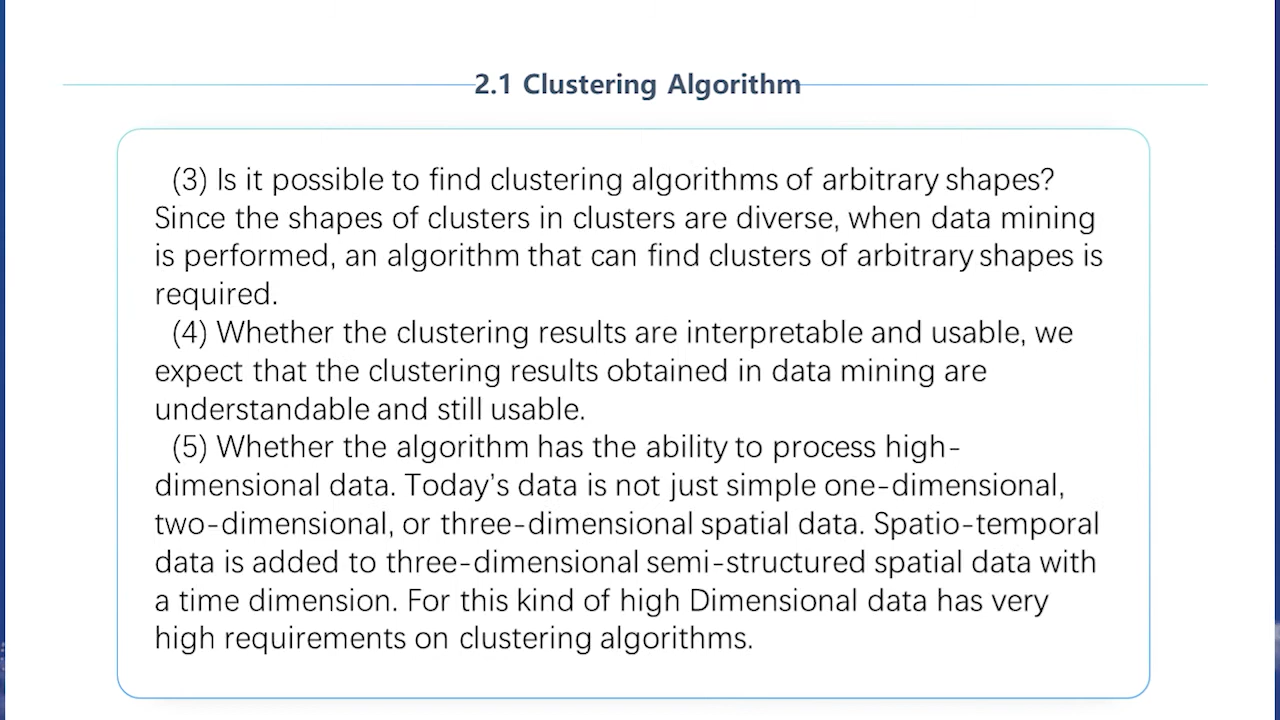 2.1 Clustering Algorithm
(3) Is it possible to find clustering algorithms of arbitrary shapes?
Since the shapes of clusters in clusters are diverse, when data mining
is performed, an algorithm that can find clusters of arbitrary shapes is
required.
(4) Whether the clustering results are interpretable and usable, we
expect that the clustering results obtained in data mining are
understandable and still usable.
(5) Whether the algorithm has the ability to process high-
dimensional data. Today's data is not just simple one-dimensional,
two-dimensional, or three-dimensional spatial data. Spatio-temporal
data is added to three-dimensional semi-structured spatial data with
a time dimension. For this kind of high Dimensional data has very
high requirements on clustering algorithms.